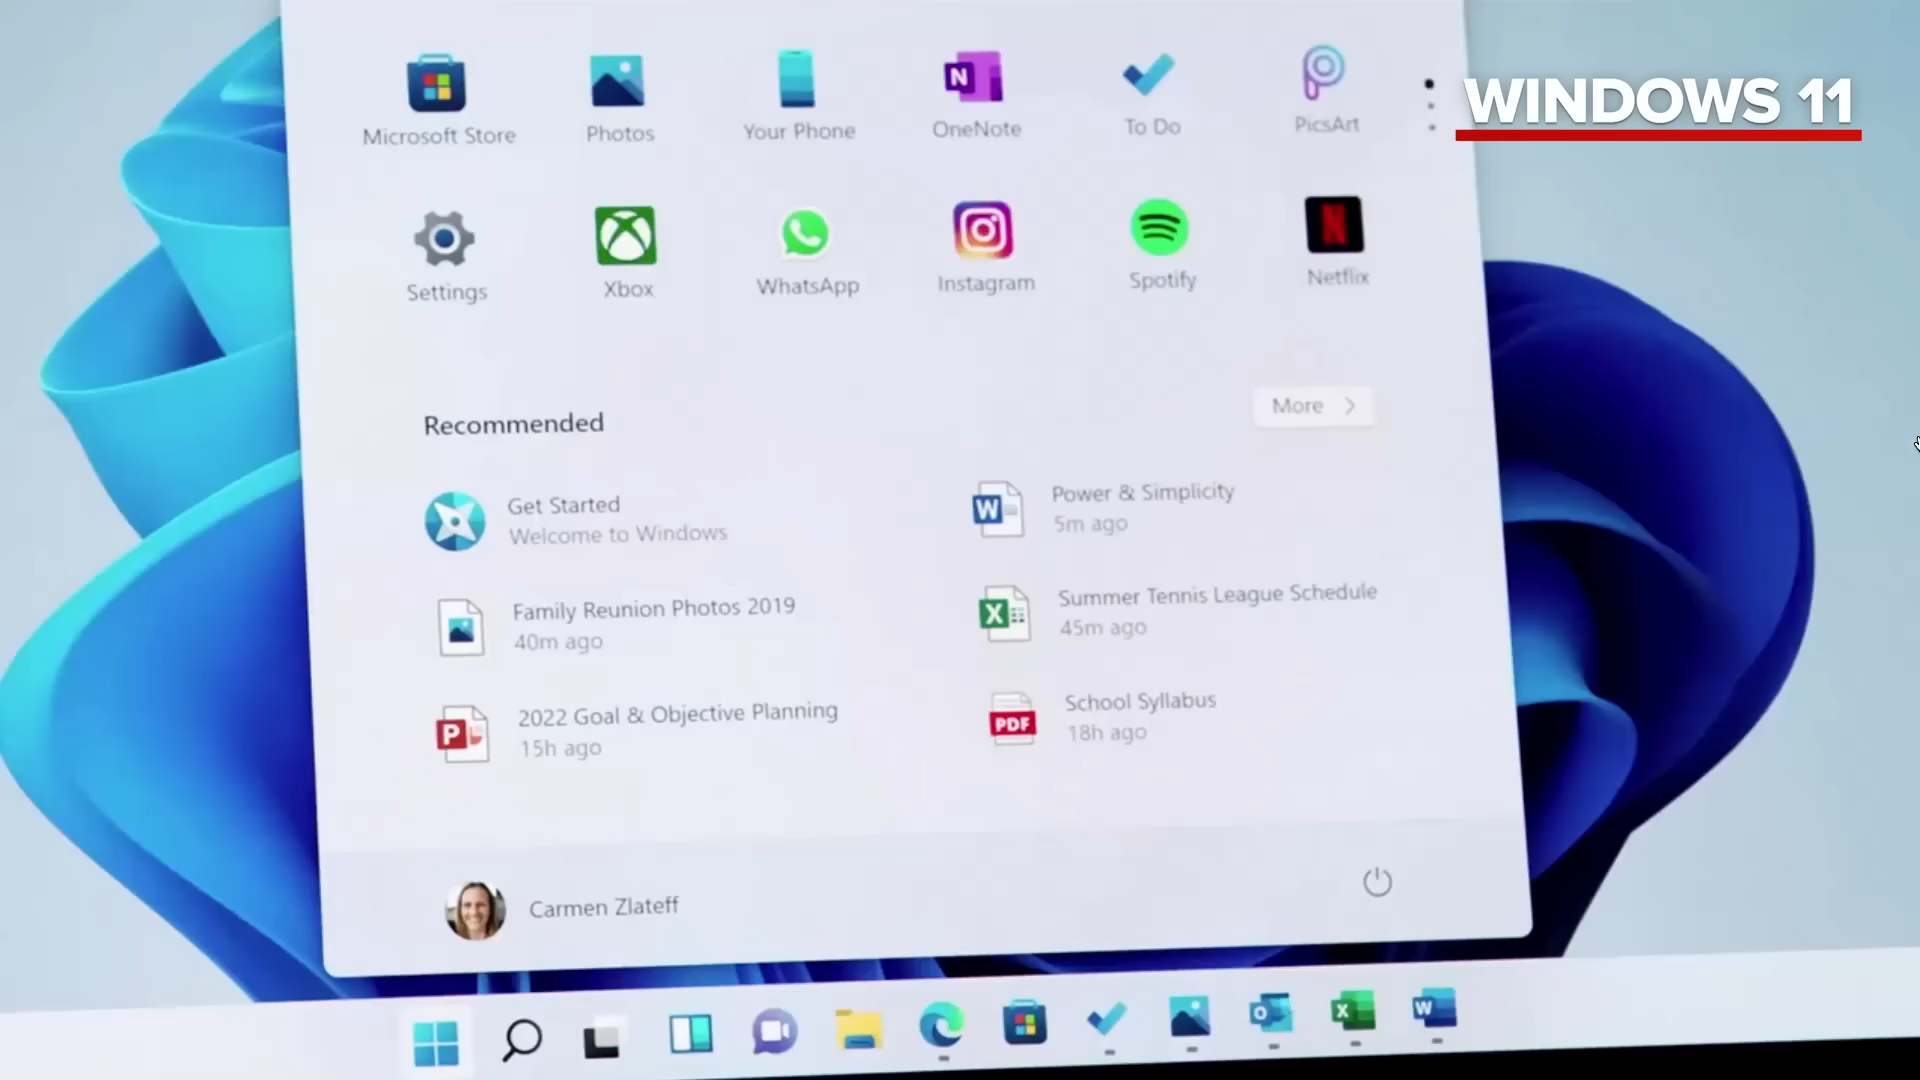 WINDOWS 11
Microsoft Store
Photos
Your Phone
OneNote
To Do
PicsArt
Settings
Xbox
WhatsApp
Instagram
Spotify
Netflix
Recommended
More
Get Started
Welcome to Windows
Power & Simplicity
5m ago
Family Reunion Photos 2019
40m ago
Summer Tennis League Schedule
45m ago
2022 Goal & Objective Planning
15h ago
PDF
School Syllabus
18h ago
Carmen Zlateff